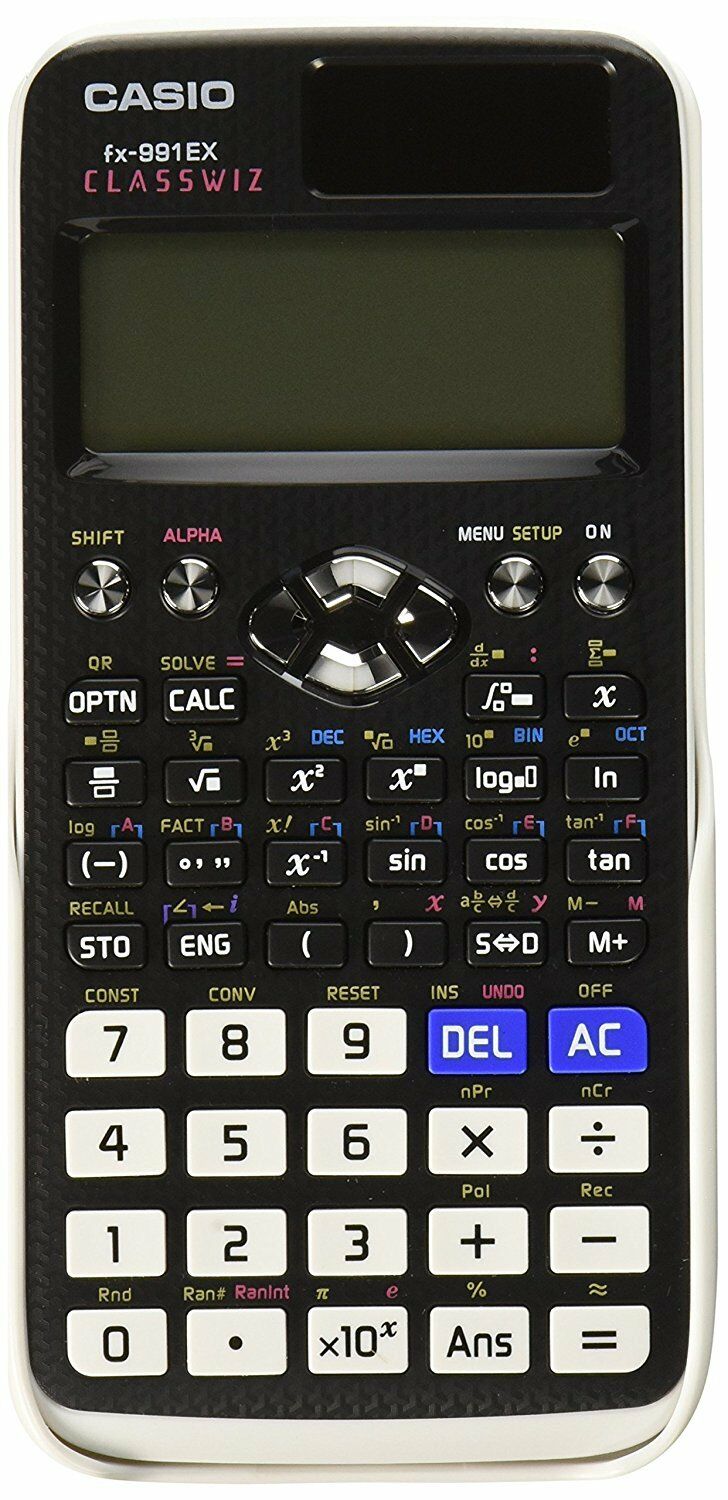 CASIO
fx-991EX
CLASSWIZ
SHIFT ALPHA MENU SETUP ON
QR SOLVE = d/dx■ : Σ■
OPTN CALC ∫■ x
■ ∛■ x³ DEC ■√□ HEX 10■ BIN e■ OCT
√■ x² x■ log■□ ln
log A FACT B x! C sin⁻¹ D cos⁻¹ E tan⁻¹ F
(−) ° ’ ” x⁻¹ sin cos tan
RECALL ∠ ← i Abs , x a b/c ⇔ d/c y M− M
STO ENG ( ) S⇔D M+
CONST CONV RESET INS UNDO OFF
7 8 9 DEL AC
nPr nCr
4 5 6 × ÷
Pol Rec
1 2 3 + −
Rnd Ran# RanInt π e % ≈
0 • ×10ˣ Ans =